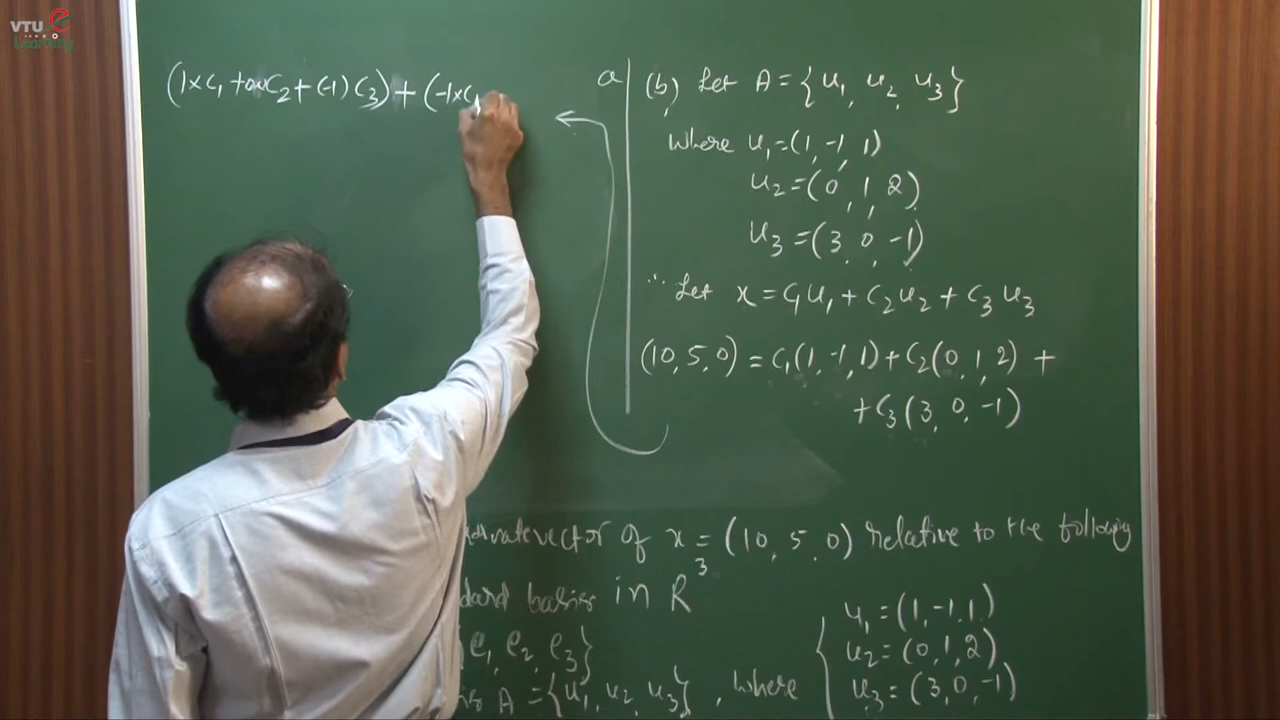 VTU e
Learning
(1×C₁ + 0×C₂ + (-1) C₃) + (-1×C₁
a
(b) Let A = {u₁, u₂, u₃}
Where u₁ = (1, -1, 1)
u₂ = (0, 1, 2)
u₃ = (3, 0, -1)
∴ Let x = C₁u₁ + C₂u₂ + C₃u₃
(10, 5, 0) = C₁(1, -1, 1) + C₂(0, 1, 2) +
+ C₃(3, 0, -1)
vector of x = (10, 5, 0) relative to the following
basis in R³
e₁, e₂, e₃}
A = {u₁, u₂, u₃}, where
u₁ = (1, -1, 1)
u₂ = (0, 1, 2)
u₃ = (3, 0, -1)